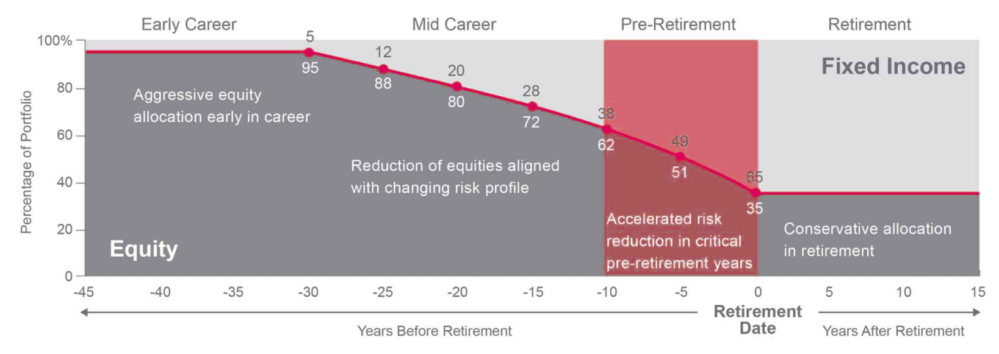 Early Career
Mid Career
Pre-Retirement
Retirement
100%
80
60
40
20
0
Percentage of Portfolio
5
95
12
88
20
80
28
72
38
62
49
51
65
35
Fixed Income
Aggressive equity
allocation early in career
Reduction of equities aligned
with changing risk profile
Accelerated risk
reduction in critical
pre-retirement years
Conservative allocation
in retirement
Equity
-45 -40 -35 -30 -25 -20 -15 -10 -5 0 5 10 15
Retirement
Date
Years Before Retirement
Years After Retirement